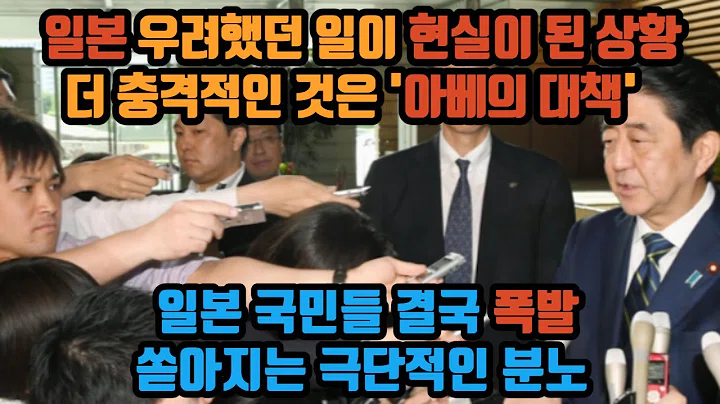 일본 우려했던 일이 현실이 된 상황
더 충격적인 것은 '아베의 대책'
일본 국민들 결국 폭발
쏟아지는 극단적인 분노